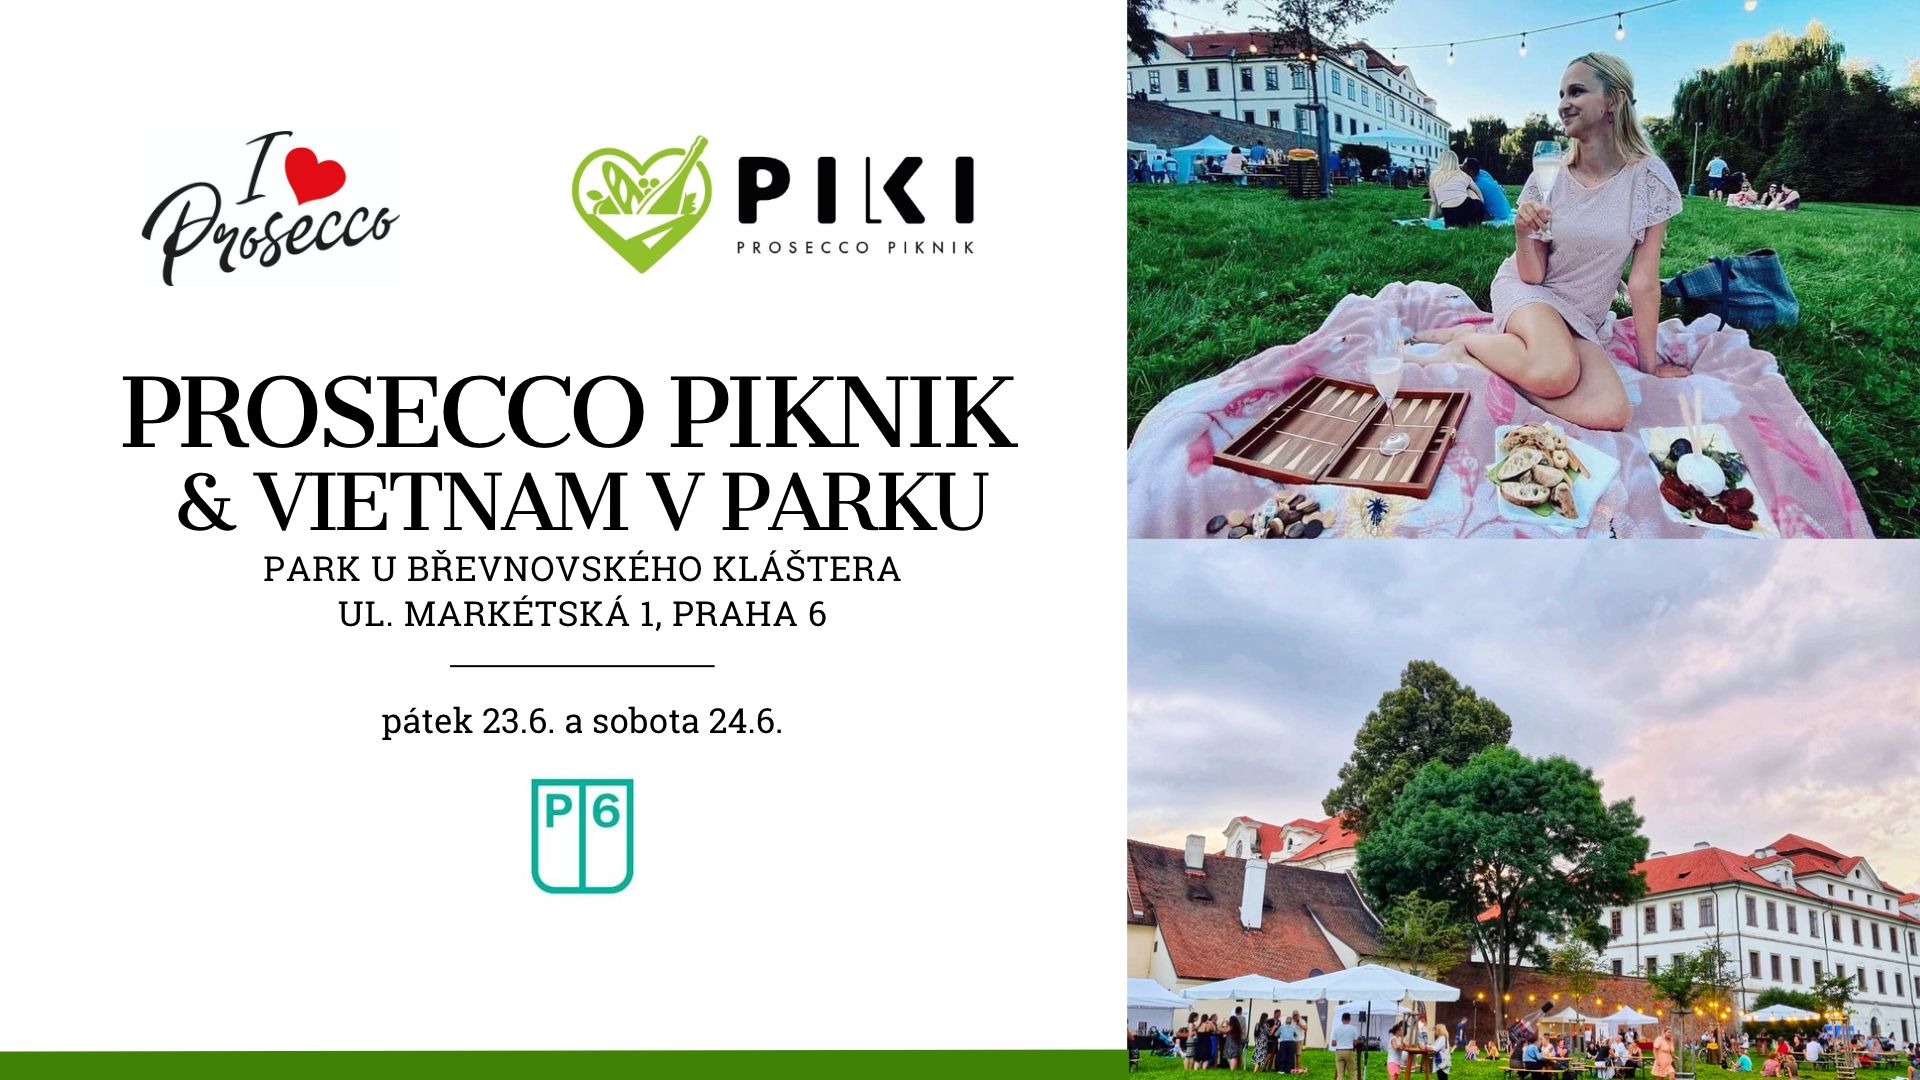 I
Prosecco
PIKI
PROSECCO PIKNIK
PROSECCO PIKNIK
& VIETNAM V PARKU
PARK U BŘEVNOVSKÉHO KLÁŠTERA
UL. MARKÉTSKÁ 1, PRAHA 6
pátek 23.6. a sobota 24.6.
P 6